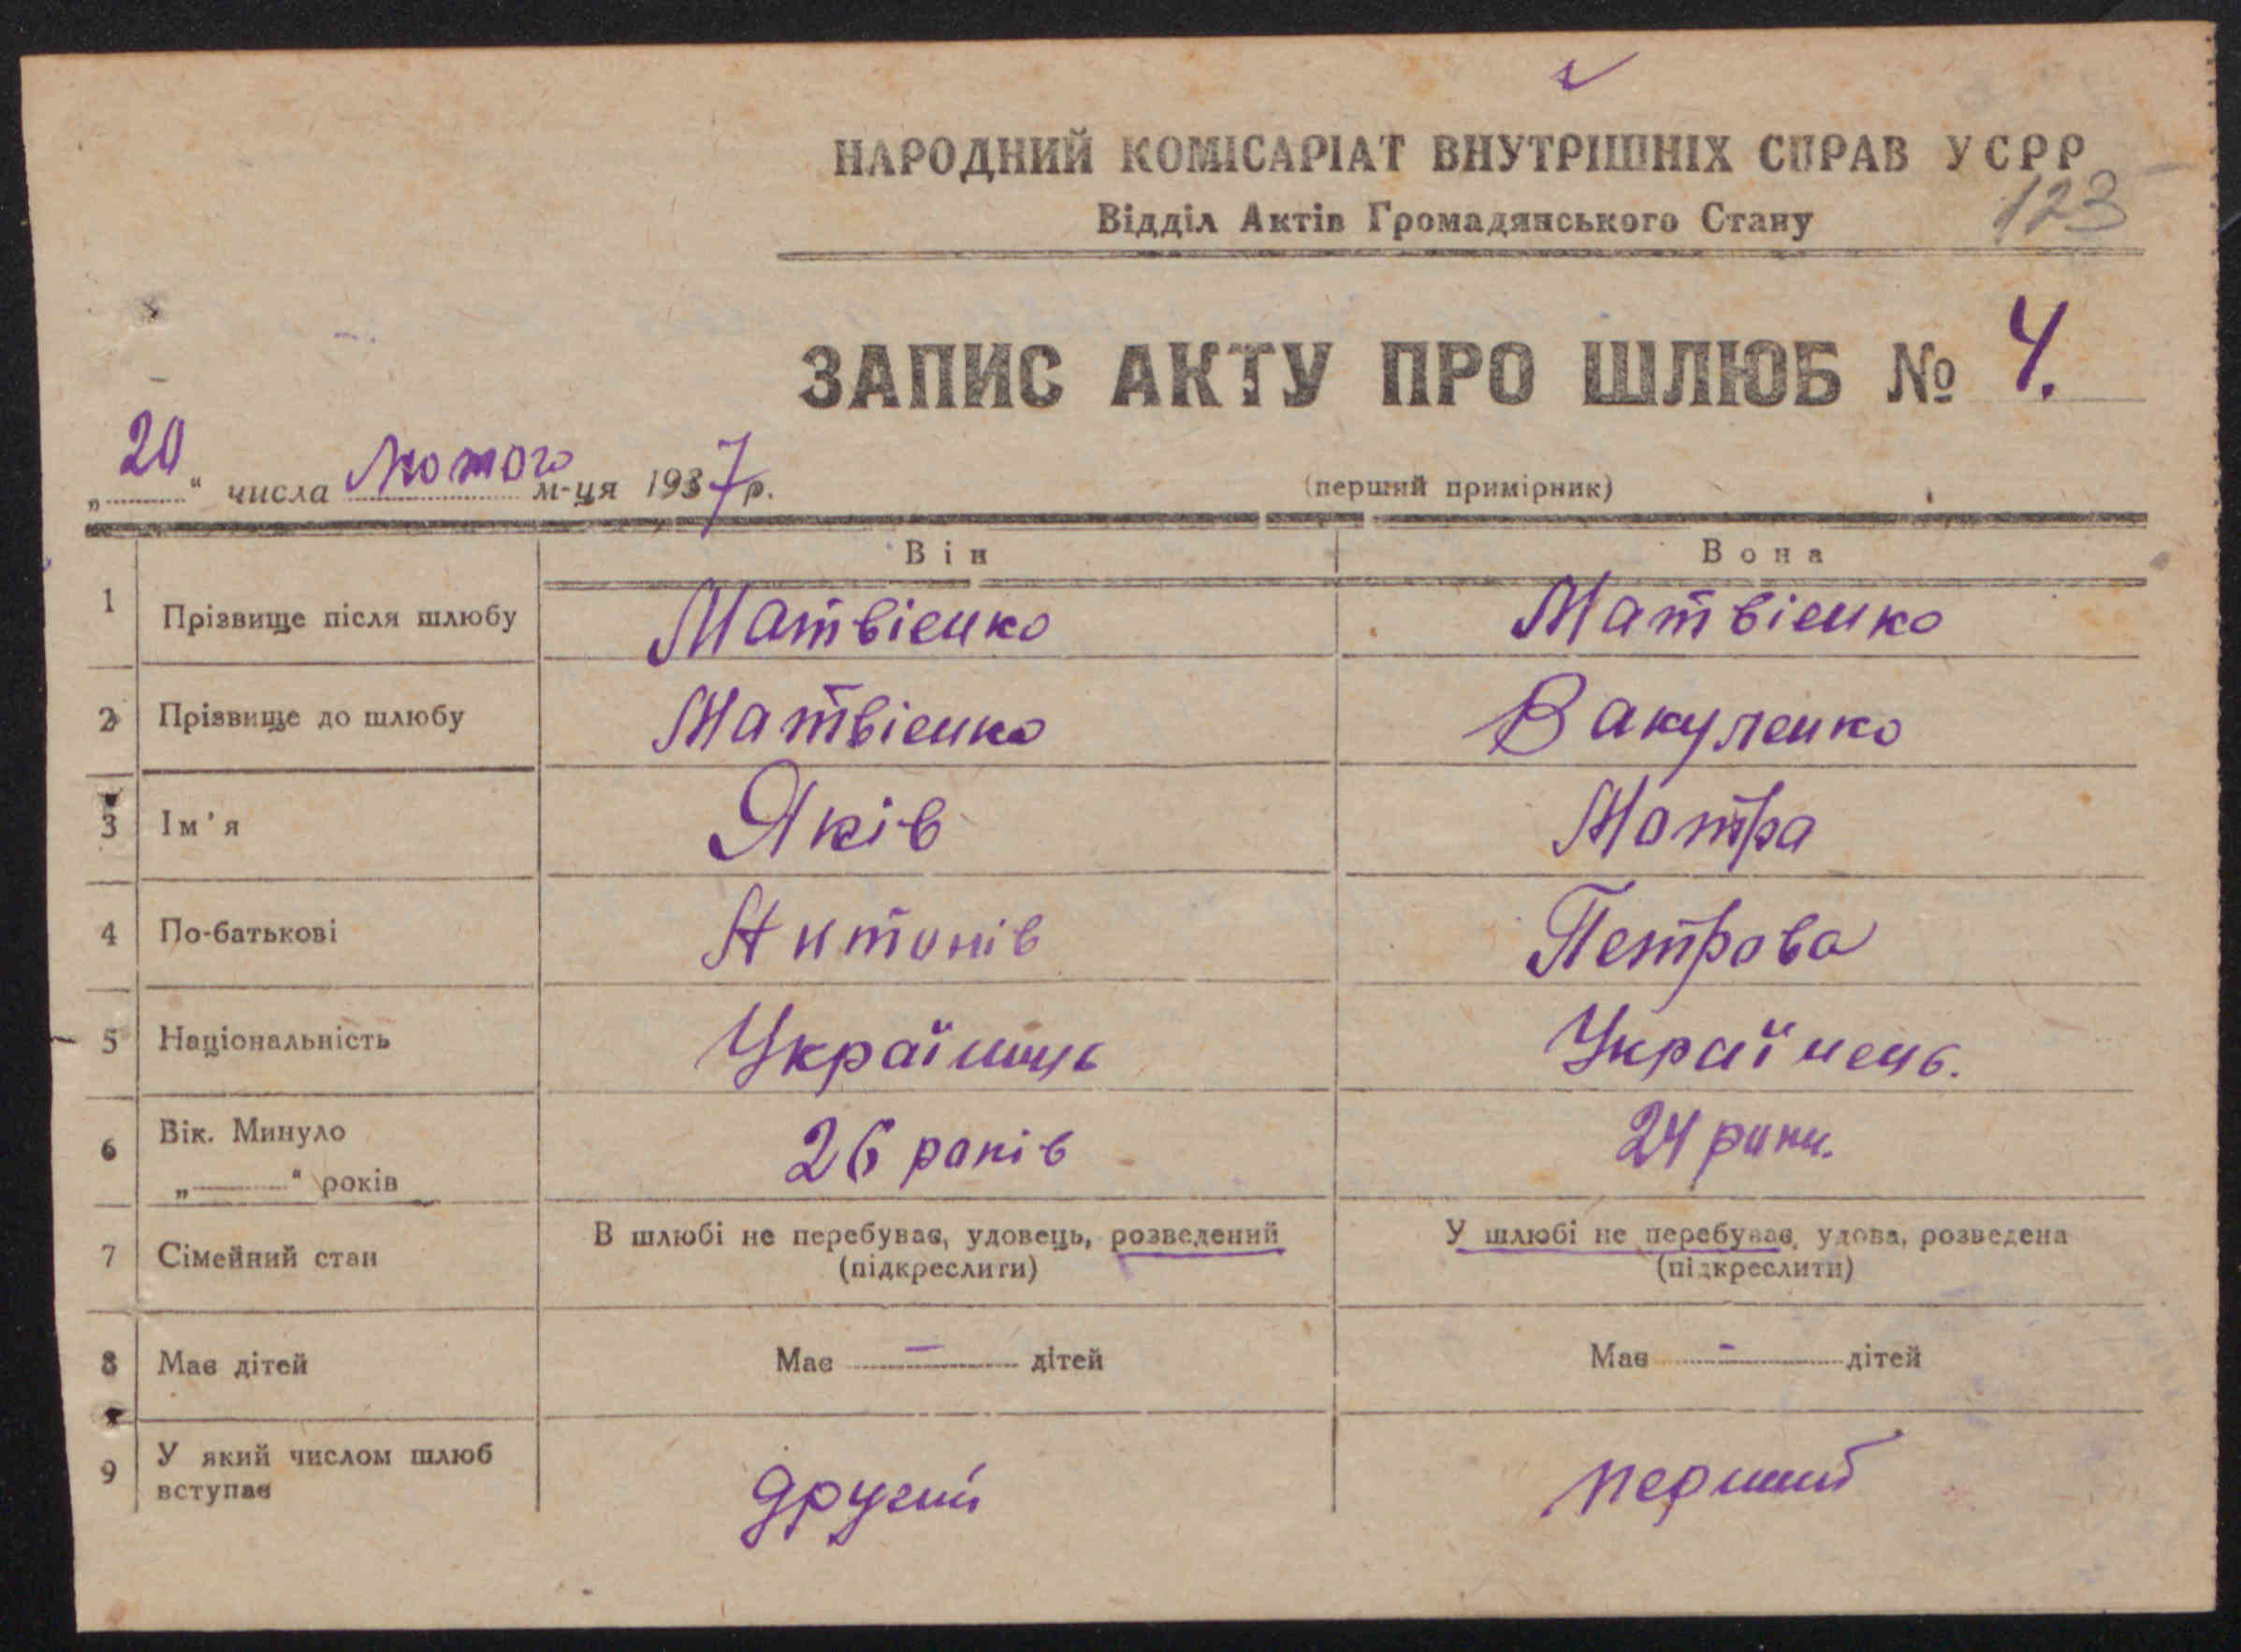 НАРОДНИЙ КОМІСАРІАТ ВНУТРІШНІХ СПРАВ УСРР
Відділ Актів Громадянського Стану
123
ЗАПИС АКТУ ПРО ШЛЮБ № 4.
„20“ числа Лютого м-ця 1937 р.
(перший примірник)
Він Вона
1 Прізвище після шлюбу Матвієнко Матвієнко
2 Прізвище до шлюбу Матвієнко Вакуленко
3 Ім'я Яків Мотра
4 По-батькові Антонів Петрова
5 Національність Українець Українець.
6 Вік. Минуло
„ “ років 26 років 24 роки.
7 Сімейний стан В шлюбі не перебував, удовець, розведений У шлюбі не перебував, удова, розведена
(підкреслити) (підкреслити)
8 Має дітей Має – дітей Має – дітей
9 У який числом шлюб
вступає другий перший